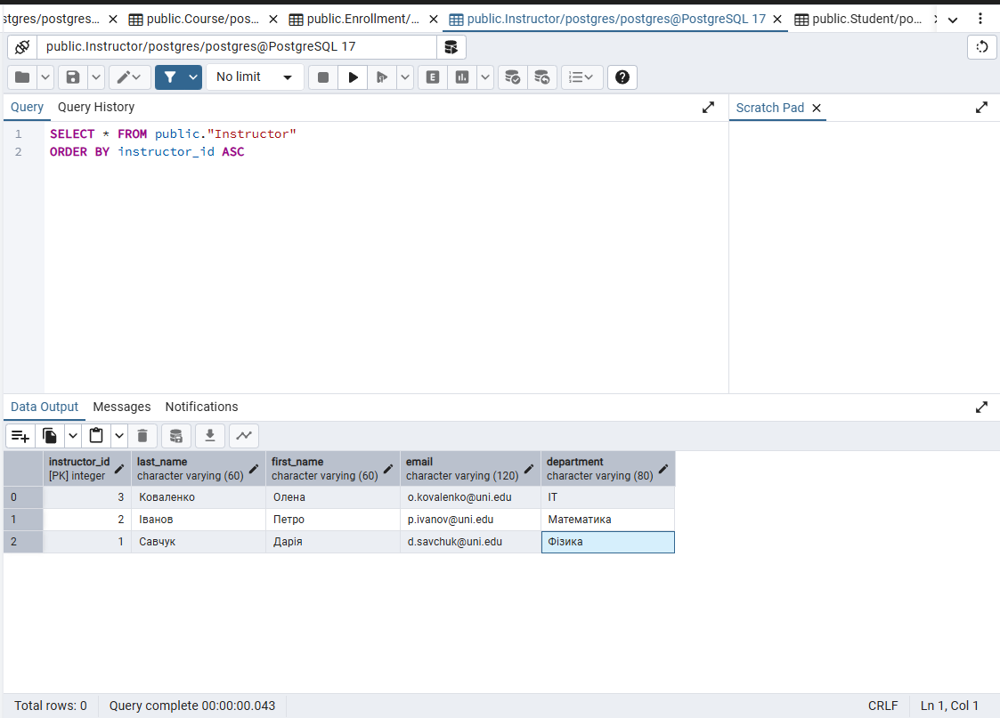 stgres/postgres... public.Course/pos... public.Enrollment/... public.Instructor/postgres/postgres@PostgreSQL 17 public.Student/po...
public.Instructor/postgres/postgres@PostgreSQL 17
No limit E ?
Query Query History Scratch Pad
1 SELECT * FROM public."Instructor"
2 ORDER BY instructor_id ASC
Data Output Messages Notifications
instructor_id last_name first_name email department
[PK] integer character varying (60) character varying (60) character varying (120) character varying (80)
0 3 Коваленко Олена o.kovalenko@uni.edu ІТ
1 2 Іванов Петро p.ivanov@uni.edu Математика
2 1 Савчук Дарія d.savchuk@uni.edu Фізика
Total rows: 0 Query complete 00:00:00.043 CRLF Ln 1, Col 1